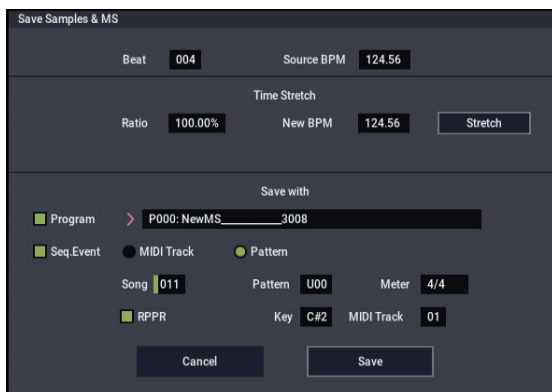 Save Samples & MS
Beat 004 Source BPM 124.56
Time Stretch
Ratio 100.00% New BPM 124.56 Stretch
Save with
Program P000: NewMS__________3008
Seq.Event MIDI Track Pattern
Song 011 Pattern U00 Meter 4/4
RPPR Key C#2 MIDI Track 01
Cancel Save